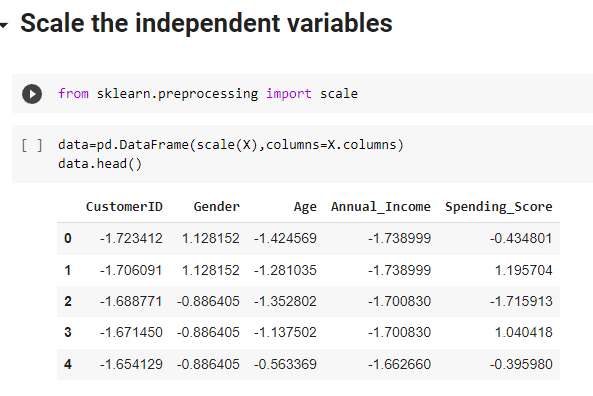 Scale the independent variables
from sklearn.preprocessing import scale
[ ] data=pd.DataFrame(scale(X),columns=X.columns)
data.head()
CustomerID Gender Age Annual_Income Spending_Score
0 -1.723412 1.128152 -1.424569 -1.738999 -0.434801
1 -1.706091 1.128152 -1.281035 -1.738999 1.195704
2 -1.688771 -0.886405 -1.352802 -1.700830 -1.715913
3 -1.671450 -0.886405 -1.137502 -1.700830 1.040418
4 -1.654129 -0.886405 -0.563369 -1.662660 -0.395980